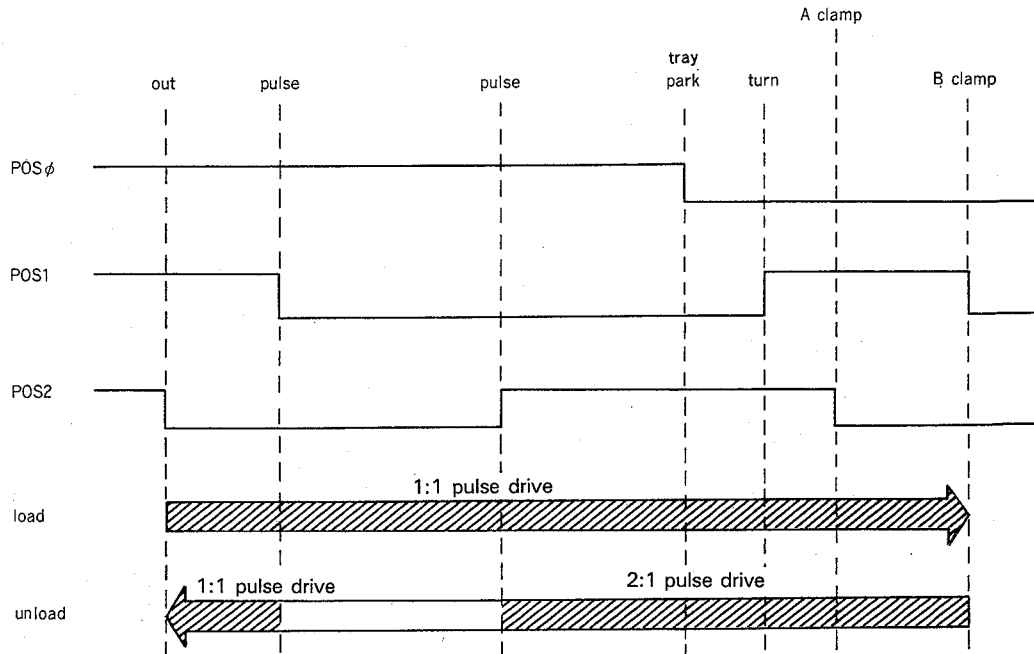 A clamp
tray
park
out
pulse
pulse
turn
B clamp
POSφ
POS1
POS2
1:1 pulse drive
load
1:1 pulse drive
2:1 pulse drive
unload